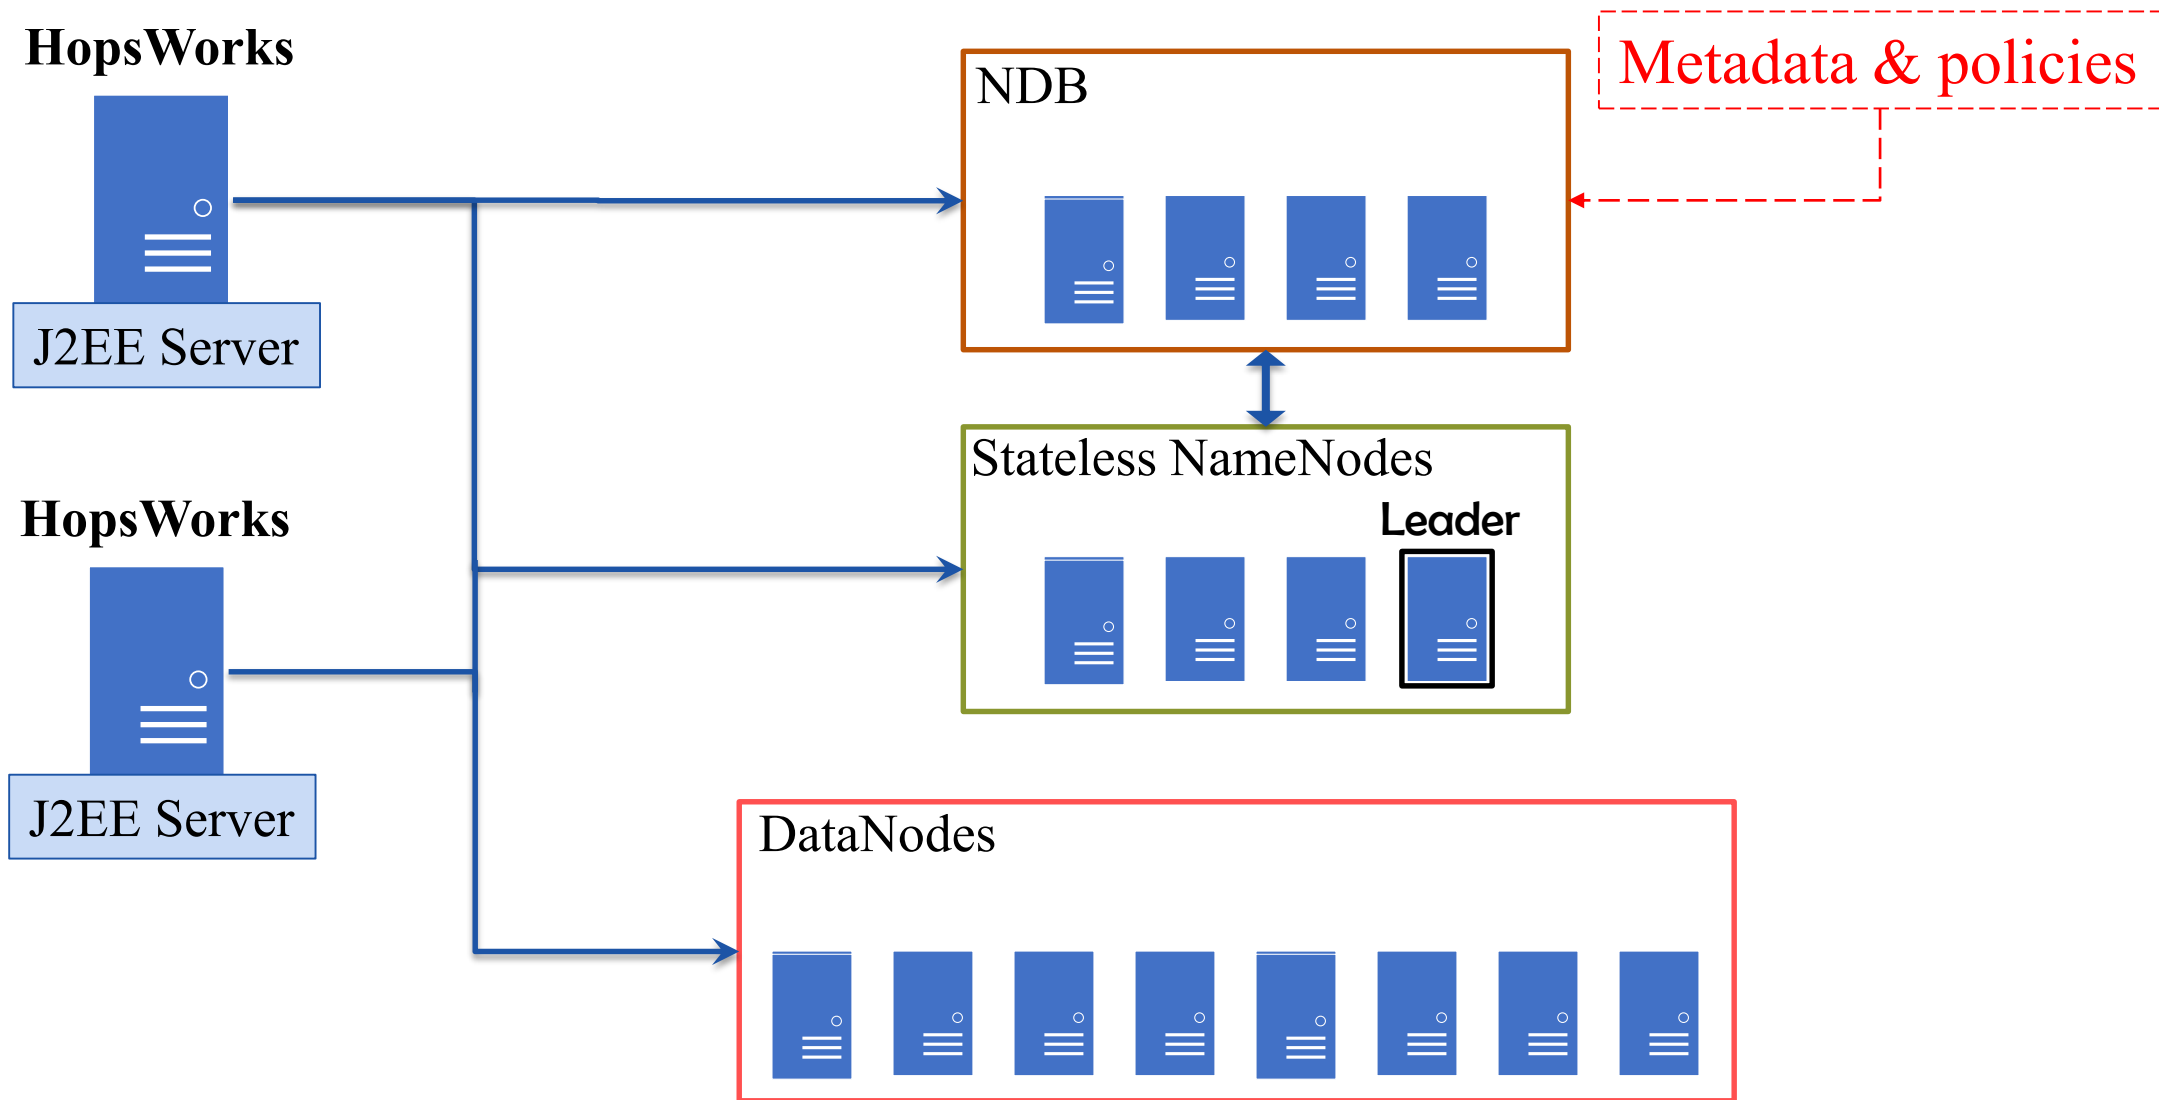 HopsWorks
J2EE Server
NDB
Metadata & policies
Stateless NameNodes
Leader
HopsWorks
J2EE Server
DataNodes